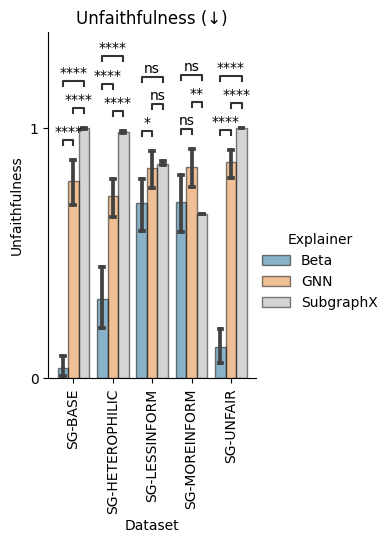 Unfaithfulness (↓)
ns ns
**** **** ****
**** ns ns ** ****
**** **** * ns ****
****
1
0
Unfaithfulness
Explainer
Beta
GNN
SubgraphX
SG-BASE
SG-HETEROPHILIC
SG-LESSINFORM
SG-MOREINFORM
SG-UNFAIR
Dataset